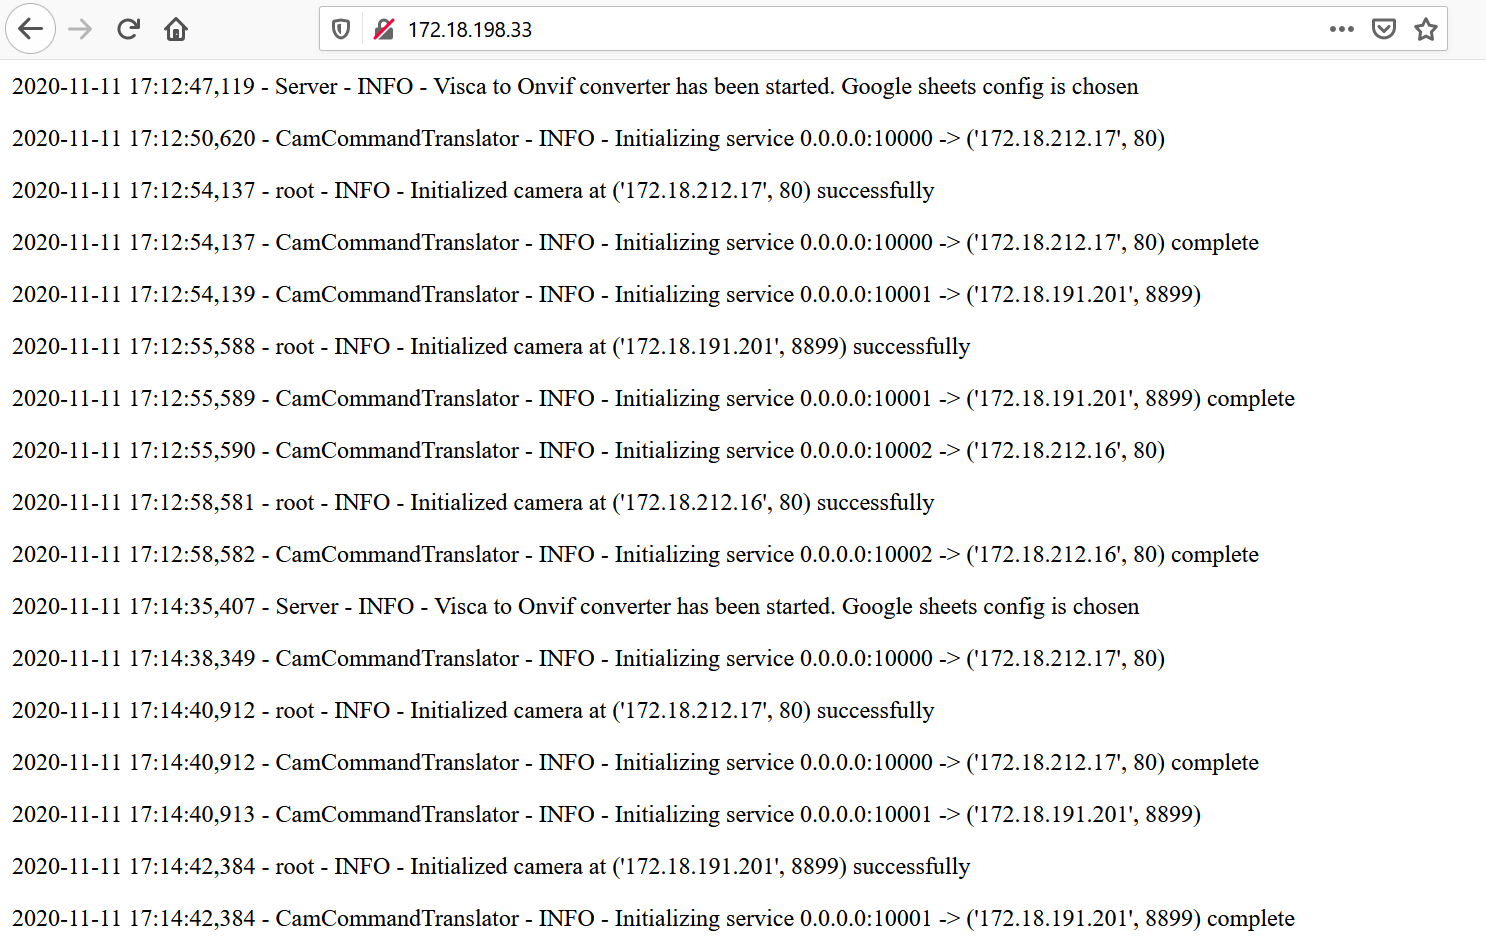 172.18.198.33
2020-11-11 17:12:47,119 - Server - INFO - Visca to Onvif converter has been started. Google sheets config is chosen
2020-11-11 17:12:50,620 - CamCommandTranslator - INFO - Initializing service 0.0.0.0:10000 -> ('172.18.212.17', 80)
2020-11-11 17:12:54,137 - root - INFO - Initialized camera at ('172.18.212.17', 80) successfully
2020-11-11 17:12:54,137 - CamCommandTranslator - INFO - Initializing service 0.0.0.0:10000 -> ('172.18.212.17', 80) complete
2020-11-11 17:12:54,139 - CamCommandTranslator - INFO - Initializing service 0.0.0.0:10001 -> ('172.18.191.201', 8899)
2020-11-11 17:12:55,588 - root - INFO - Initialized camera at ('172.18.191.201', 8899) successfully
2020-11-11 17:12:55,589 - CamCommandTranslator - INFO - Initializing service 0.0.0.0:10001 -> ('172.18.191.201', 8899) complete
2020-11-11 17:12:55,590 - CamCommandTranslator - INFO - Initializing service 0.0.0.0:10002 -> ('172.18.212.16', 80)
2020-11-11 17:12:58,581 - root - INFO - Initialized camera at ('172.18.212.16', 80) successfully
2020-11-11 17:12:58,582 - CamCommandTranslator - INFO - Initializing service 0.0.0.0:10002 -> ('172.18.212.16', 80) complete
2020-11-11 17:14:35,407 - Server - INFO - Visca to Onvif converter has been started. Google sheets config is chosen
2020-11-11 17:14:38,349 - CamCommandTranslator - INFO - Initializing service 0.0.0.0:10000 -> ('172.18.212.17', 80)
2020-11-11 17:14:40,912 - root - INFO - Initialized camera at ('172.18.212.17', 80) successfully
2020-11-11 17:14:40,912 - CamCommandTranslator - INFO - Initializing service 0.0.0.0:10000 -> ('172.18.212.17', 80) complete
2020-11-11 17:14:40,913 - CamCommandTranslator - INFO - Initializing service 0.0.0.0:10001 -> ('172.18.191.201', 8899)
2020-11-11 17:14:42,384 - root - INFO - Initialized camera at ('172.18.191.201', 8899) successfully
2020-11-11 17:14:42,384 - CamCommandTranslator - INFO - Initializing service 0.0.0.0:10001 -> ('172.18.191.201', 8899) complete